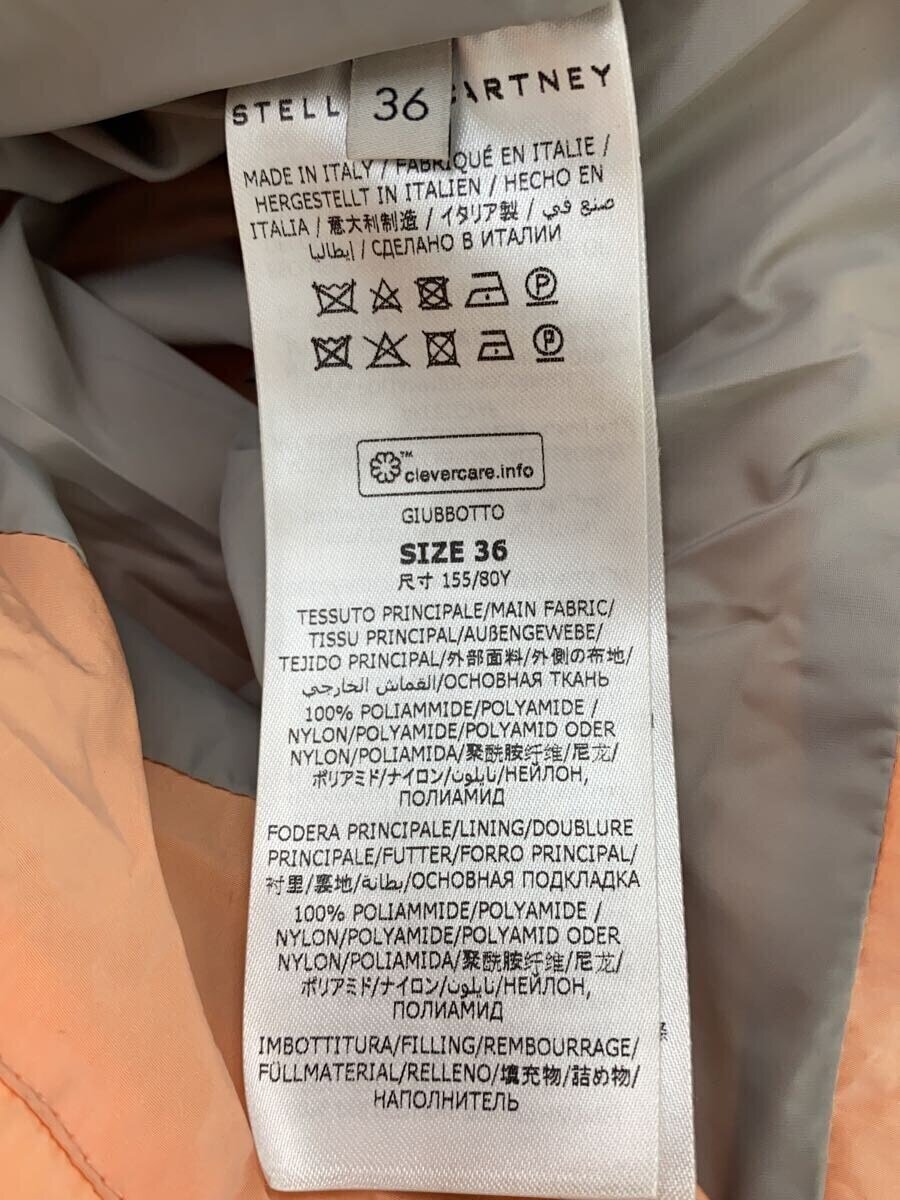 STELL
ARTNEY
36
MADE IN ITALY / FABRIQUÉ EN ITALIE /
HERGESTELLT IN ITALIEN / HECHO EN
ITALIA / 意大利制造 / イタリア製 / صنع في
إيطاليا / СДЕЛАНО В ИТАЛИИ
P
P
clevercare.info™
GIUBBOTTO
SIZE 36
尺寸 155/80Y
TESSUTO PRINCIPALE/MAIN FABRIC/
TISSU PRINCIPAL/AUßENGEWEBE/
TEJIDO PRINCIPAL/外部面料/外側の布地/
القماش الخارجي/ОСНОВНАЯ ТКАНЬ
100% POLIAMMIDE/POLYAMIDE /
NYLON/POLYAMIDE/POLYAMID ODER
NYLON/POLIAMIDA/聚酰胺纤维/尼龙/
ポリアミド/ナイロン/نايلون/НЕЙЛОН,
ПОЛИАМИД
FODERA PRINCIPALE/LINING/DOUBLURE
PRINCIPALE/FUTTER/FORRO PRINCIPAL/
衬里/裏地/بطانة/ОСНОВНАЯ ПОДКЛАДКА
100% POLIAMMIDE/POLYAMIDE /
NYLON/POLYAMIDE/POLYAMID ODER
NYLON/POLIAMIDA/聚酰胺纤维/尼龙/
ポリアミド/ナイロン/نايلون/НЕЙЛОН,
ПОЛИАМИД
IMBOTTITURA/FILLING/REMBOURRAGE/
FÜLLMATERIAL/RELLENO/填充物/詰め物/
НАПОЛНИТЕЛЬ